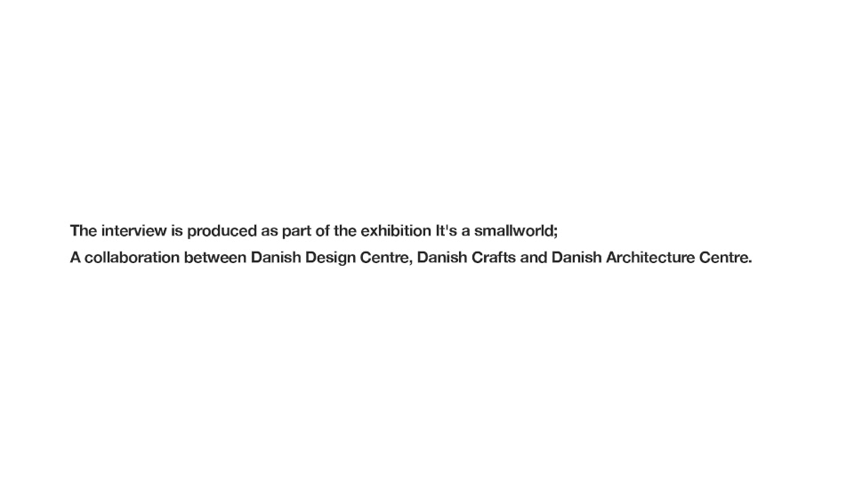 The interview is produced as part of the exhibition It's a smallworld;
A collaboration between Danish Design Centre, Danish Crafts and Danish Architecture Centre.